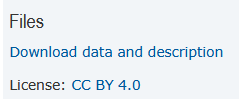 Files
Download data and description
License: CC BY 4.0